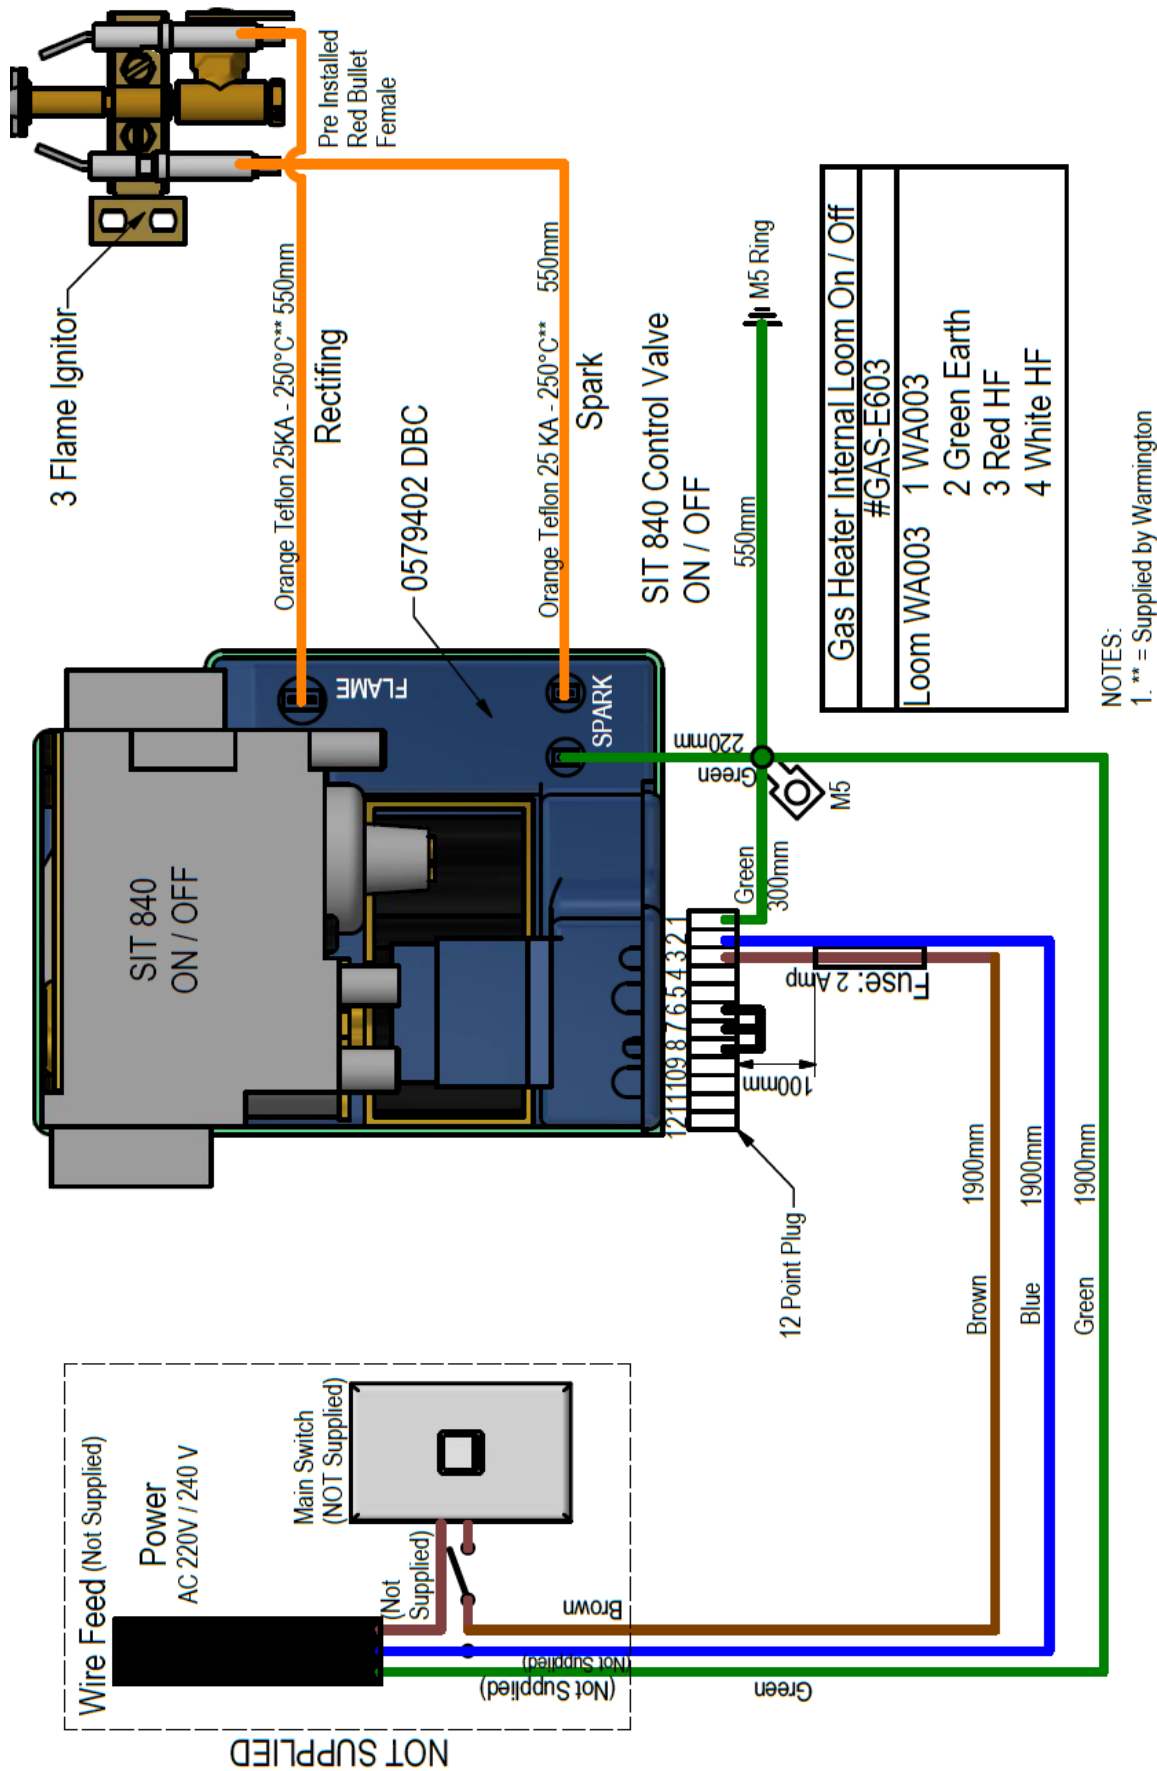 Wire Feed (Not Supplied)
Power
AC 220V / 240 V
Main Switch
(NOT Supplied)
(Not
Supplied)
Brown
(Not Supplied)
(Not Supplied)
Green
NOT SUPPLIED
SIT 840
ON / OFF
3 Flame Ignitor
Pre Installed
Red Bullet
Female
Orange Teflon 25KA - 250°C** 550mm
Rectifing
0579402 DBC
Orange Teflon 25 KA - 250°C** 550mm
Spark
FLAME
SPARK
SIT 840 Control Valve
ON / OFF
550mm
M5 Ring
Green
220mm
M5
Green
300mm
12 11 10 9 8 7 6 5 4 3 2 1
Fuse: 2 Amp
100mm
12 Point Plug
Brown 1900mm
Blue 1900mm
Green 1900mm
Gas Heater Internal Loom On / Off
#GAS-E603
Loom WA003 1 WA003
2 Green Earth
3 Red HF
4 White HF
NOTES:
1. ** = Supplied by Warmington